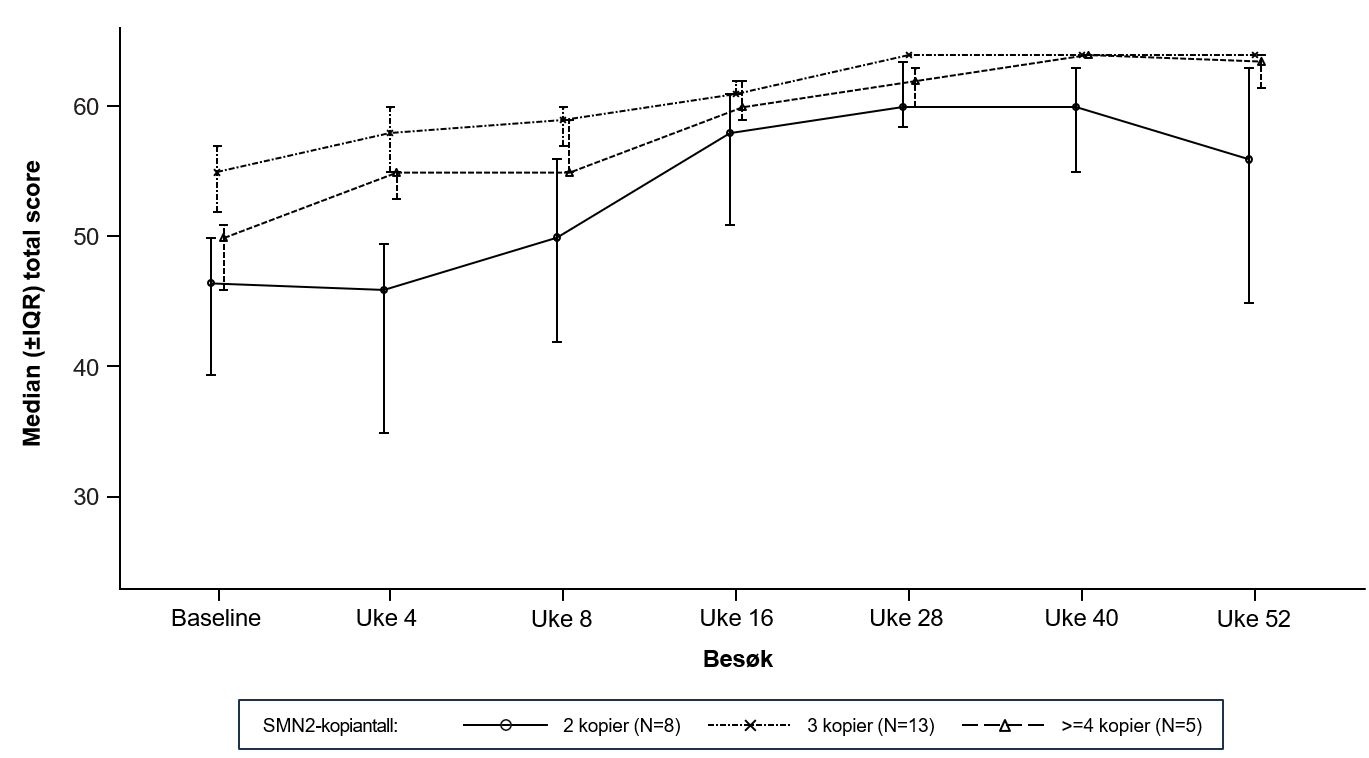 Median (±IQR) total score
60
50
40
30
Baseline Uke 4 Uke 8 Uke 16 Uke 28 Uke 40 Uke 52
Besøk
SMN2-kopiantall: 2 kopier (N=8) 3 kopier (N=13) >=4 kopier (N=5)